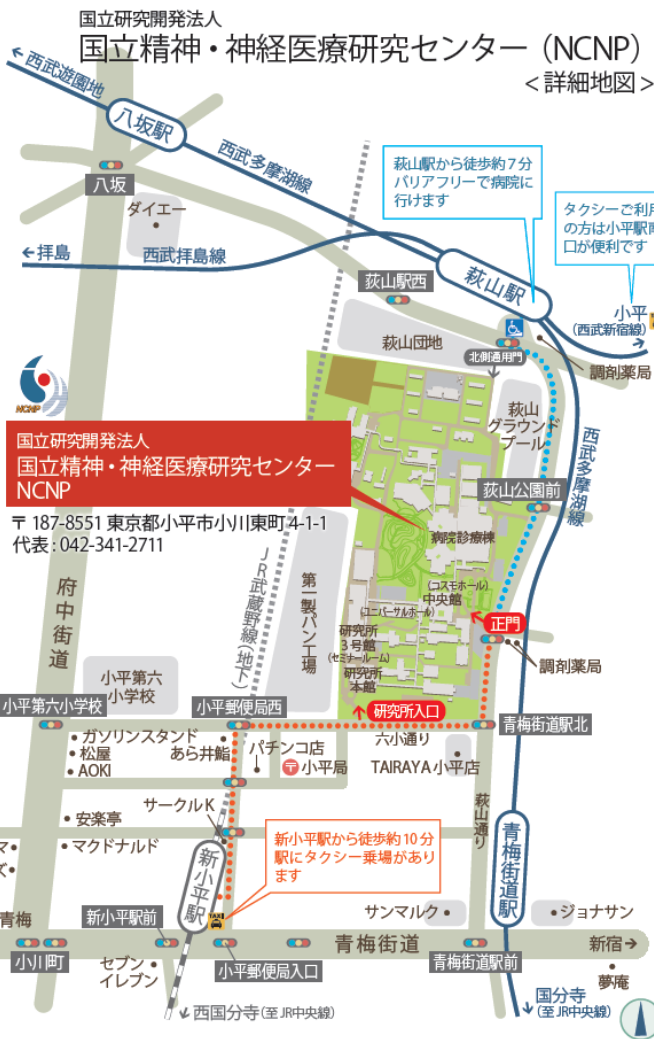 国立研究開発法人
国立精神・神経医療研究センター（NCNP）
＜詳細地図＞
←西武遊園地
八坂駅
西武多摩湖線
八坂
ダイエー
萩山駅から徒歩約7分
バリアフリーで病院に
行けます
タクシーご利用
の方は小平駅南
口が便利です
←拝島
西武拝島線
萩山駅西
萩山駅
小平
（西武新宿線）
萩山団地
北側通用門
調剤薬局
NCNP
萩山
グラウンド
プール
西武多摩湖線
国立研究開発法人
国立精神・神経医療研究センター
NCNP
萩山公園前
〒187-8551 東京都小平市小川東町4-1-1
代表：042-341-2711
病院診療棟
JR武蔵野線（地下）
第一製パン工場
（コスモホール）
中央館
（ユニバーサルホール）
府中街道
正門
研究所
3号館
（セミナールーム）
研究所
本館
調剤薬局
小平第六
小学校
小平第六小学校
小平郵便局西
研究所入口
青梅街道駅北
・ガソリンスタンド
・松屋
・AOKI
あら井鮨
パチンコ店
〒小平局
六小通り
TAIRAYA小平店
サークルK
萩山通り
・安楽亭
・マクドナルド
マ・
ズ・
新小平駅から徒歩約10分
駅にタクシー乗場があり
ます
新小平駅
青梅街道駅
TAXI
サンマルク・
・ジョナサン
青梅
新小平駅前
青梅街道
新宿→
小川町
セブン・
イレブン
小平郵便局入口
青梅街道駅前
・夢庵
↙西国分寺（至JR中央線）
国分寺
↓（至JR中央線）